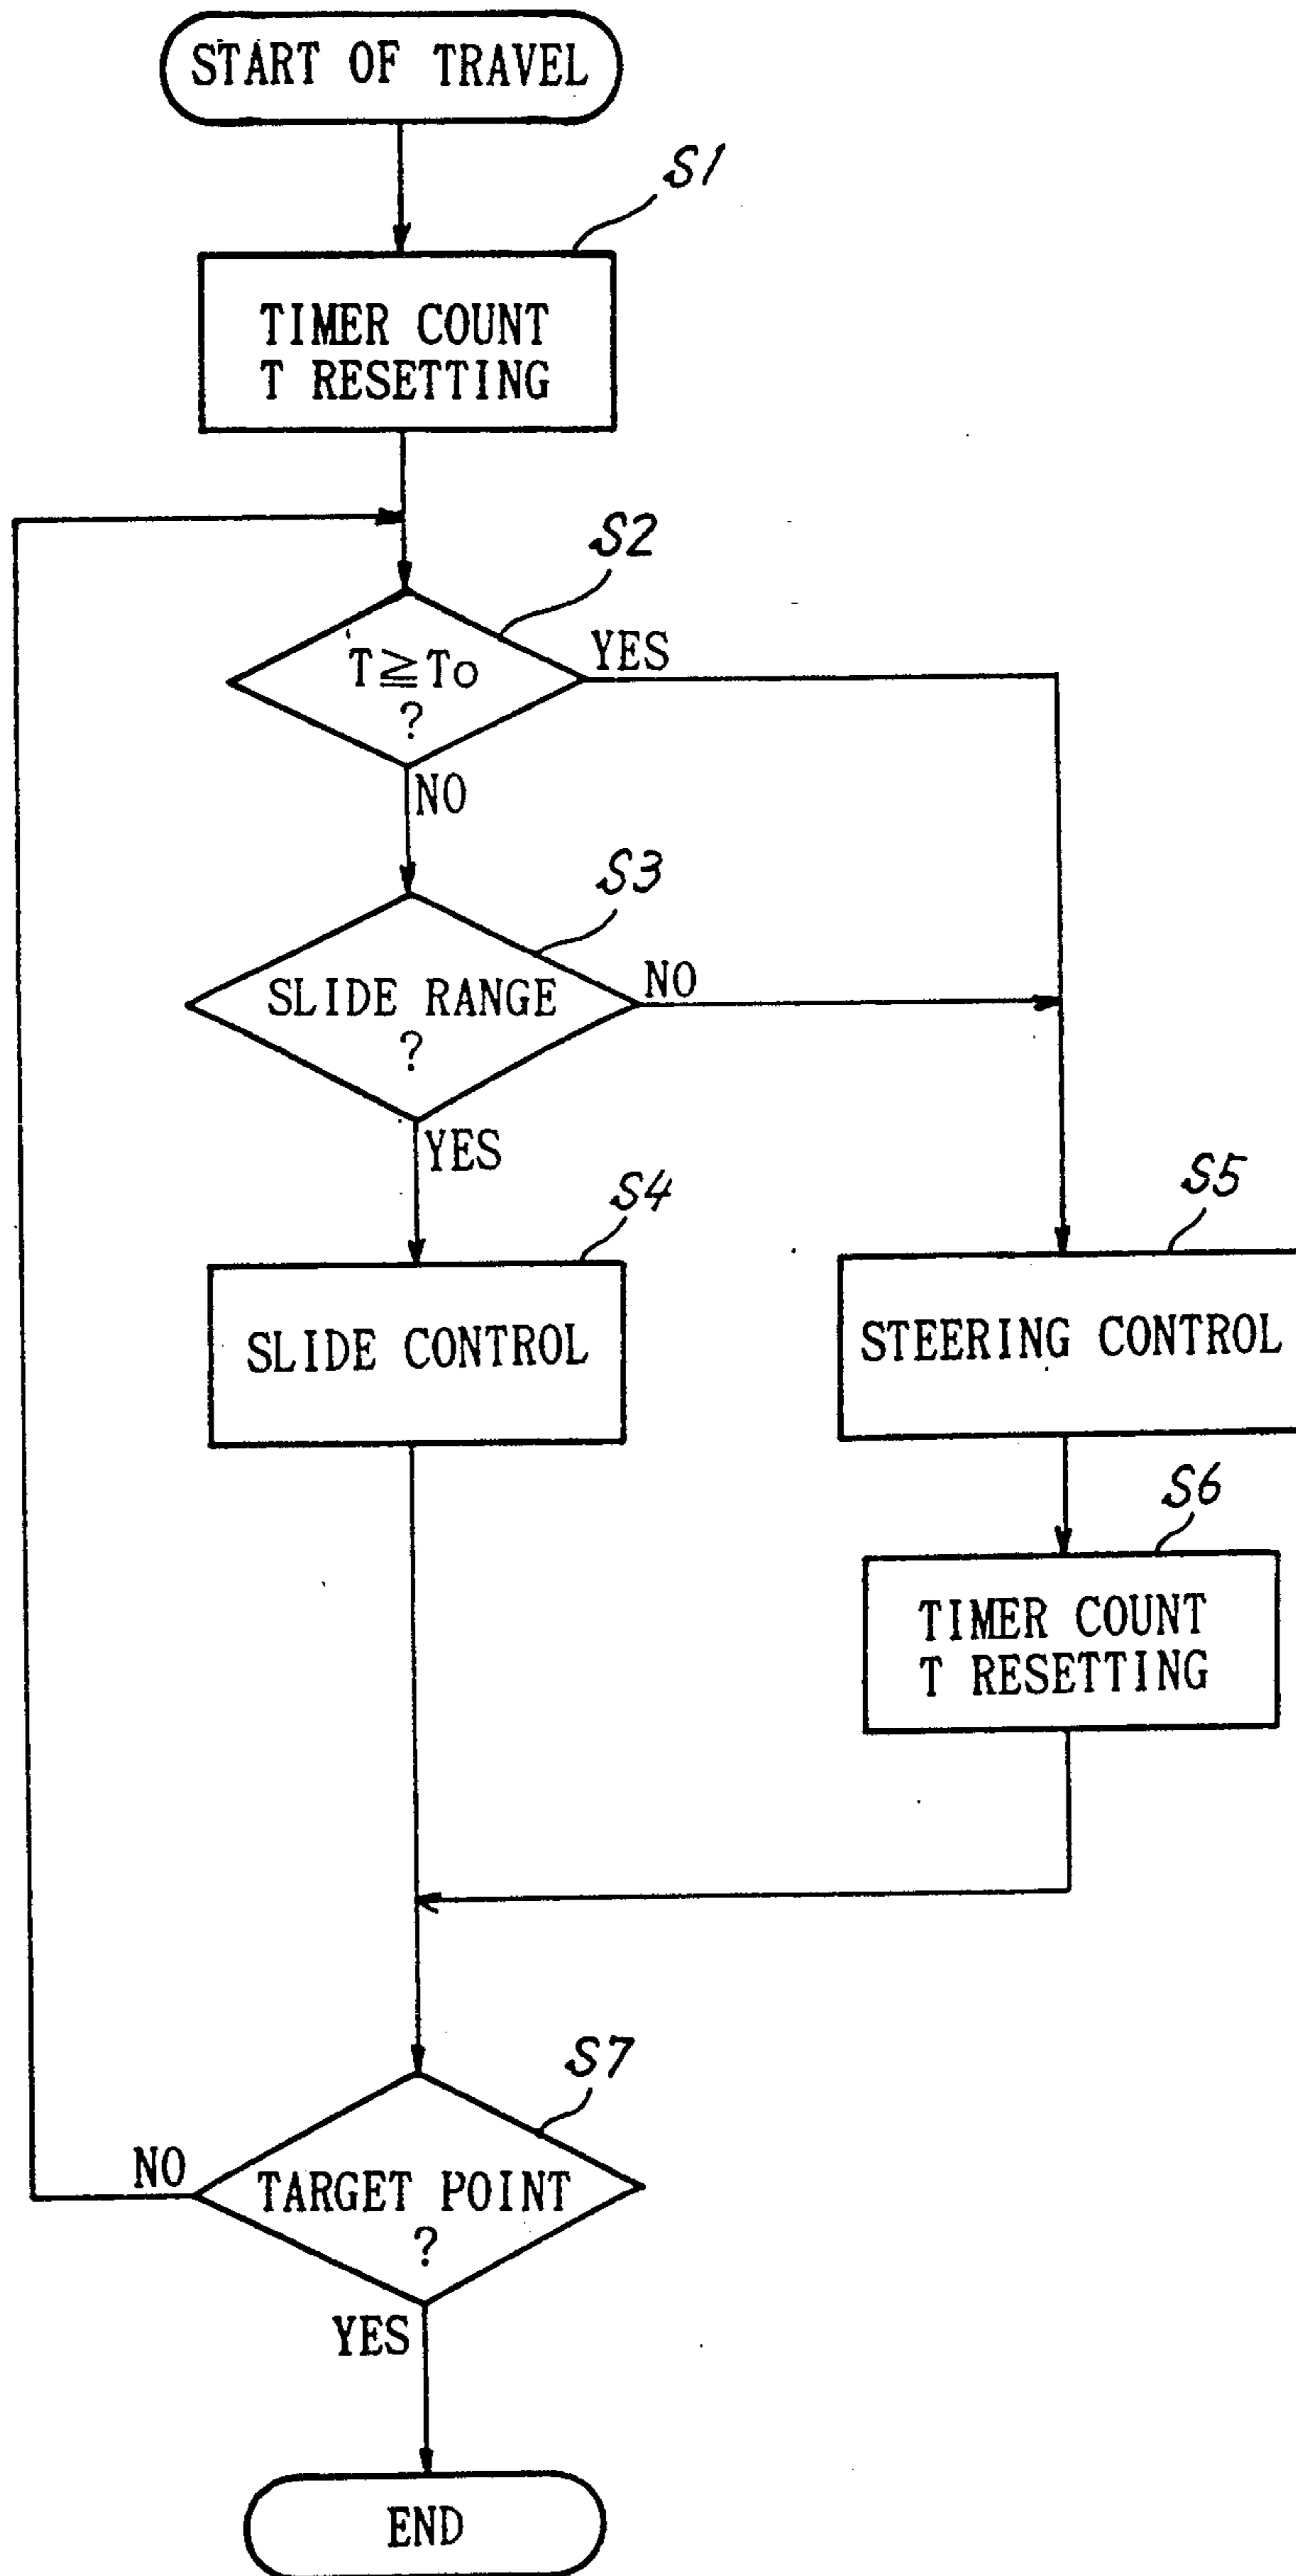 START OF TRAVEL
S1
TIMER COUNT
T RESETTING
S2
T≧To
?
YES
NO
S3
SLIDE RANGE
?
NO
YES
S4
SLIDE CONTROL
S5
STEERING CONTROL
S6
TIMER COUNT
T RESETTING
S7
TARGET POINT
?
NO
YES
END